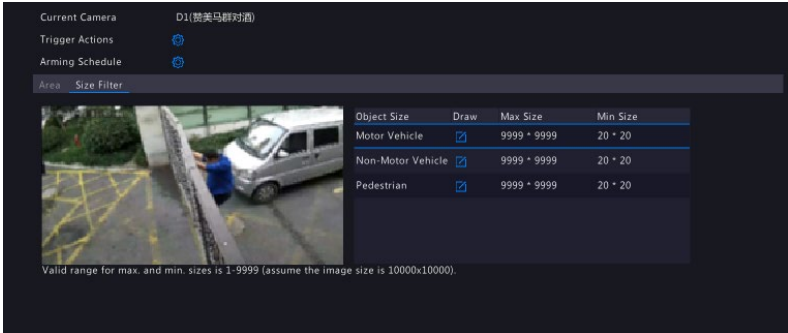 Current Camera D1(赞美马群对酒)
Trigger Actions
Arming Schedule
Area Size Filter
Object Size Draw Max Size Min Size
Motor Vehicle 9999 * 9999 20 * 20
Non-Motor Vehicle 9999 * 9999 20 * 20
Pedestrian 9999 * 9999 20 * 20
Valid range for max. and min. sizes is 1-9999 (assume the image size is 10000x10000).